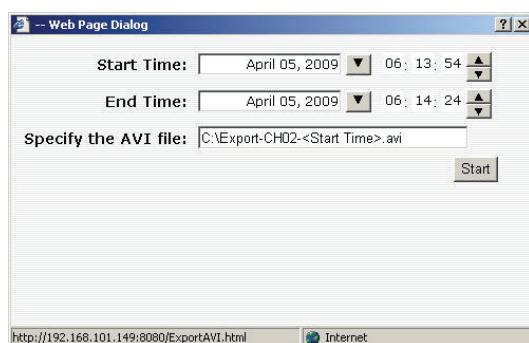 -- Web Page Dialog
Start Time: April 05, 2009 06: 13: 54
End Time: April 05, 2009 06: 14: 24
Specify the AVI file: C:\Export-CH02-<Start Time>.avi
Start
http://192.168.101.149:8080/ExportAVI.html Internet